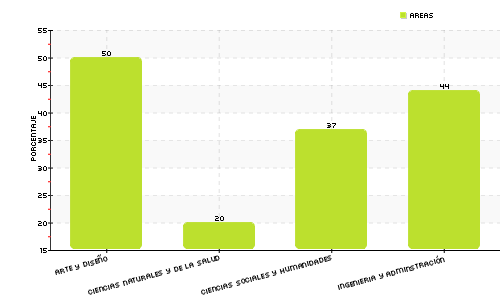 AREAS
55
50
45
40
35
30
25
20
15
PORCENTAJE
50
20
37
44
ARTE Y DISEÑO
CIENCIAS NATURALES Y DE LA SALUD
CIENCIAS SOCIALES Y HUMANIDADES
INGENIERIA Y ADMINSTRACIÓN